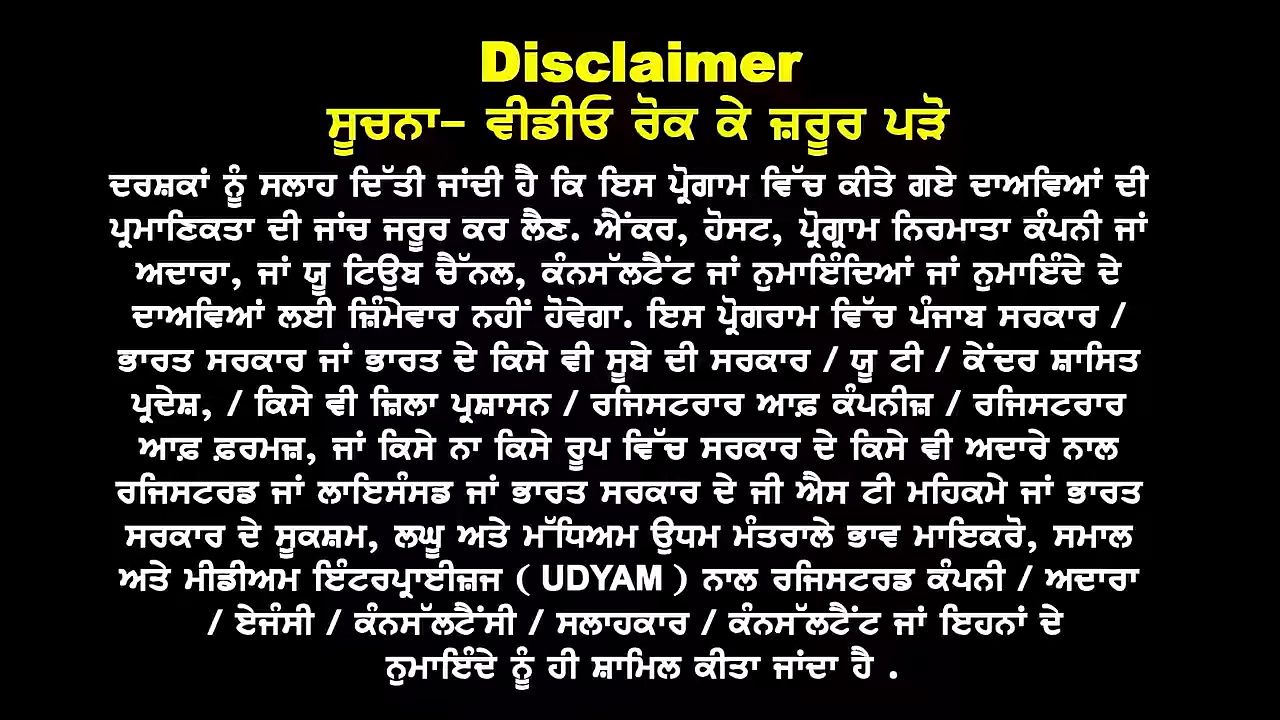 Disclaimer
ਸੂਚਨਾ- ਵੀਡੀਓ ਰੋਕ ਕੇ ਜ਼ਰੂਰ ਪੜੋ
ਦਰਸ਼ਕਾਂ ਨੂੰ ਸਲਾਹ ਦਿੱਤੀ ਜਾਂਦੀ ਹੈ ਕਿ ਇਸ ਪ੍ਰੋਗਾਮ ਵਿੱਚ ਕੀਤੇ ਗਏ ਦਾਅਵਿਆਂ ਦੀ
ਪ੍ਰਮਾਣਿਕਤਾ ਦੀ ਜਾਂਚ ਜਰੂਰ ਕਰ ਲੈਣ. ਐਂਕਰ, ਹੋਸਟ, ਪ੍ਰੋਗ੍ਰਾਮ ਨਿਰਮਾਤਾ ਕੰਪਨੀ ਜਾਂ
ਅਦਾਰਾ, ਜਾਂ ਯੂ ਟਿਉਬ ਚੈੱਨਲ, ਕੰਨਸੱਲਟੈਂਟ ਜਾਂ ਨੁਮਾਇੰਦਿਆਂ ਜਾਂ ਨੁਮਾਇੰਦੇ ਦੇ
ਦਾਅਵਿਆਂ ਲਈ ਜ਼ਿੰਮੇਵਾਰ ਨਹੀਂ ਹੋਵੇਗਾ. ਇਸ ਪ੍ਰੋਗਰਾਮ ਵਿੱਚ ਪੰਜਾਬ ਸਰਕਾਰ /
ਭਾਰਤ ਸਰਕਾਰ ਜਾਂ ਭਾਰਤ ਦੇ ਕਿਸੇ ਵੀ ਸੂਬੇ ਦੀ ਸਰਕਾਰ / ਯੂ ਟੀ / ਕੇਂਦਰ ਸ਼ਾਸਿਤ
ਪ੍ਰਦੇਸ਼, / ਕਿਸੇ ਵੀ ਜ਼ਿਲਾ ਪ੍ਰਸ਼ਾਸਨ / ਰਜਿਸਟਰਾਰ ਆਫ਼ ਕੰਪਨੀਜ਼ / ਰਜਿਸਟਰਾਰ
ਆਫ਼ ਫ਼ਰਮਜ਼, ਜਾਂ ਕਿਸੇ ਨਾ ਕਿਸੇ ਰੂਪ ਵਿੱਚ ਸਰਕਾਰ ਦੇ ਕਿਸੇ ਵੀ ਅਦਾਰੇ ਨਾਲ
ਰਜਿਸਟਰਡ ਜਾਂ ਲਾਇਸੰਸਡ ਜਾਂ ਭਾਰਤ ਸਰਕਾਰ ਦੇ ਜੀ ਐਸ ਟੀ ਮਹਿਕਮੇ ਜਾਂ ਭਾਰਤ
ਸਰਕਾਰ ਦੇ ਸੂਕਸ਼ਮ, ਲਘੂ ਅਤੇ ਮੱਧਿਅਮ ਉਧਮ ਮੰਤਰਾਲੇ ਭਾਵ ਮਾਇਕਰੋ, ਸਮਾਲ
ਅਤੇ ਮੀਡੀਅਮ ਇੰਟਰਪ੍ਰਾਈਜ਼ਜ ( UDYAM ) ਨਾਲ ਰਜਿਸਟਰਡ ਕੰਪਨੀ / ਅਦਾਰਾ
/ ਏਜੰਸੀ / ਕੰਨਸੱਲਟੈਂਸੀ / ਸਲਾਹਕਾਰ / ਕੰਨਸੱਲਟੈਂਟ ਜਾਂ ਇਹਨਾਂ ਦੇ
ਨੁਮਾਇੰਦੇ ਨੂੰ ਹੀ ਸ਼ਾਮਿਲ ਕੀਤਾ ਜਾਂਦਾ ਹੈ .